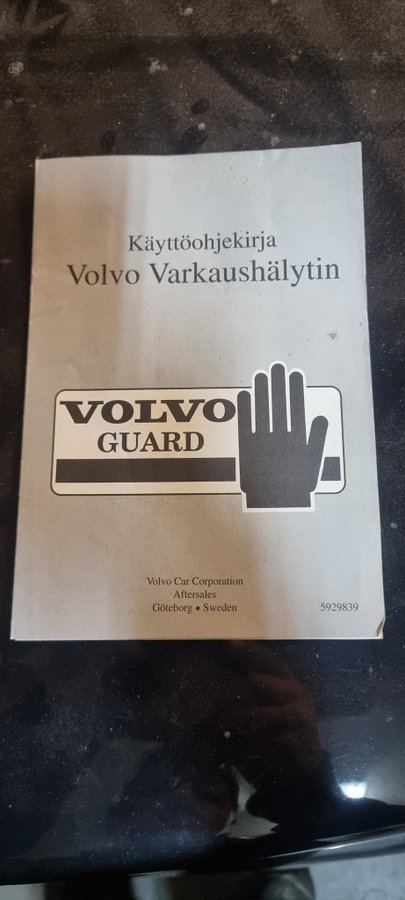 Käyttöohjekirja
Volvo Varkaushälytin
VOLVO
GUARD
Volvo Car Corporation
Aftersales
Göteborg • Sweden
5929839